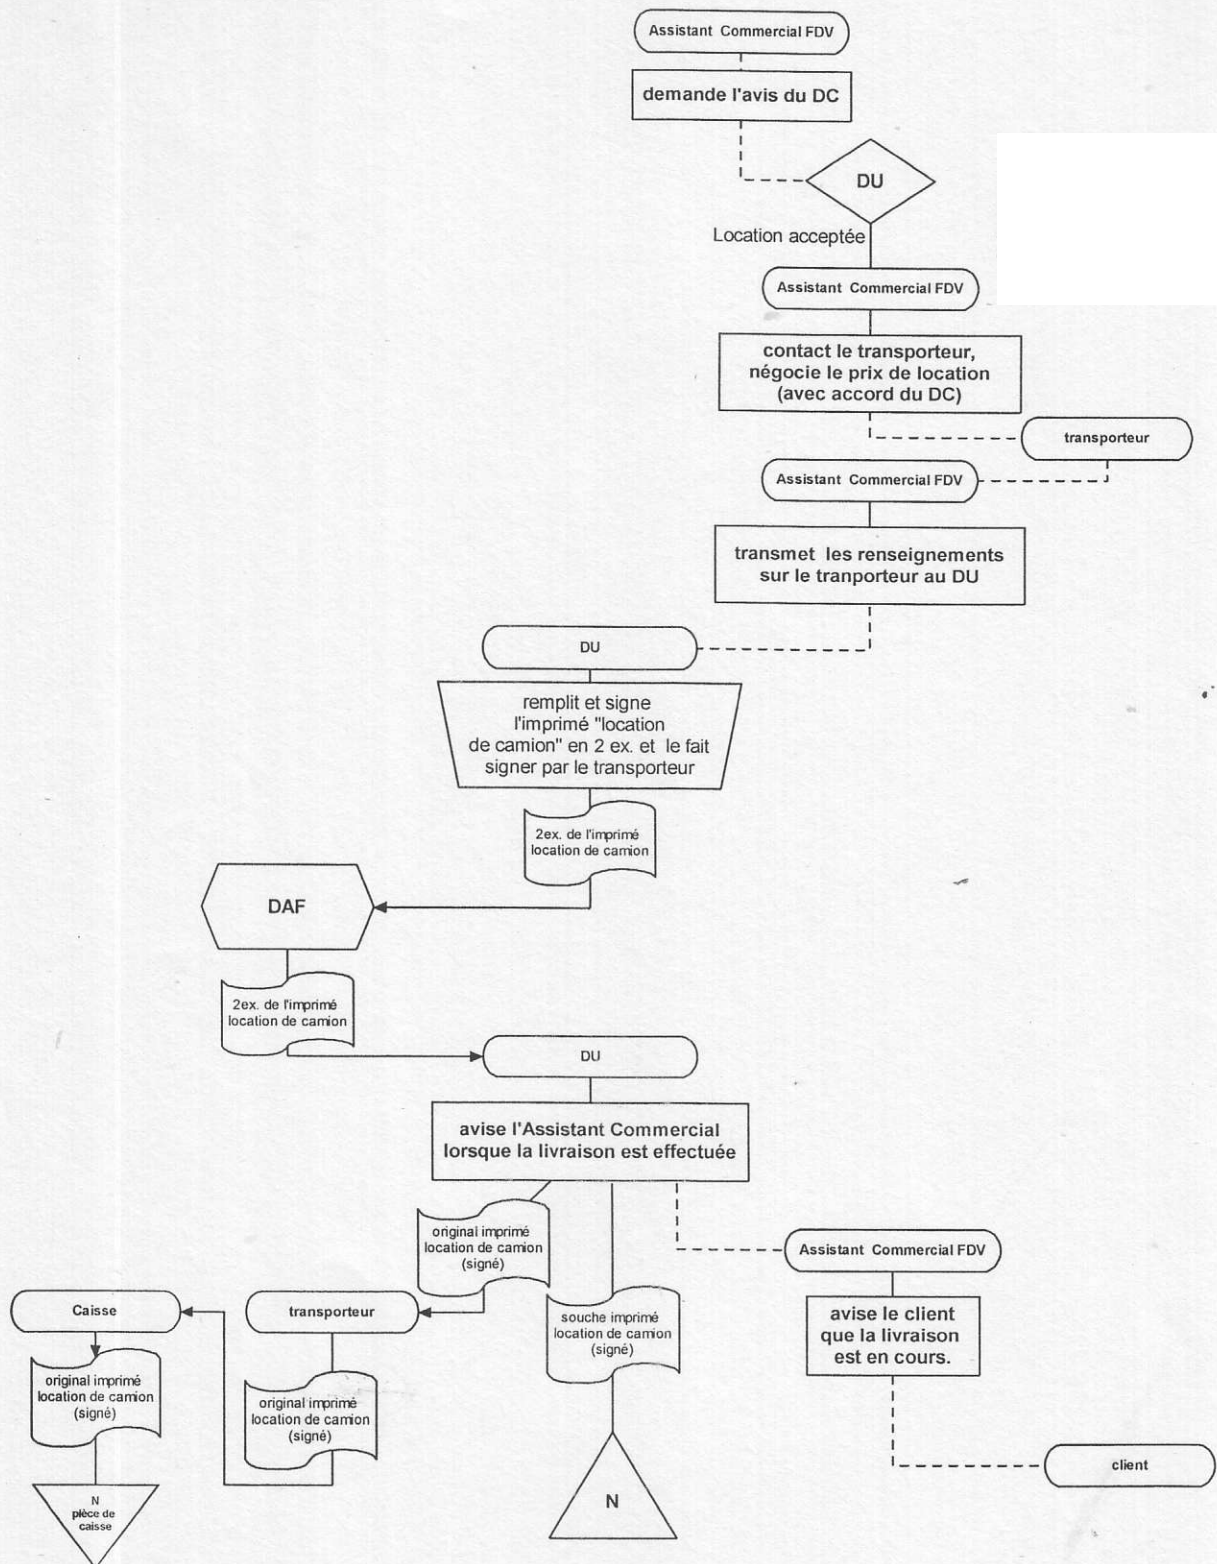 Assistant Commercial FDV
demande l'avis du DC
DU
Location acceptée
Assistant Commercial FDV
contact le transporteur,
négocie le prix de location
(avec accord du DC)
transporteur
Assistant Commercial FDV
transmet les renseignements
sur le tranporteur au DU
DU
remplit et signe
l'imprimé "location
de camion" en 2 ex. et le fait
signer par le transporteur
2ex. de l'imprimé
location de camion
DAF
2ex. de l'imprimé
location de camion
DU
avise l'Assistant Commercial
lorsque la livraison est effectuée
original imprimé
location de camion
(signé)
Assistant Commercial FDV
Caisse
transporteur
souche imprimé
location de camion
(signé)
avise le client
que la livraison
est en cours.
original imprimé
location de camion
(signé)
original imprimé
location de camion
(signé)
client
N
pièce de
caisse
N